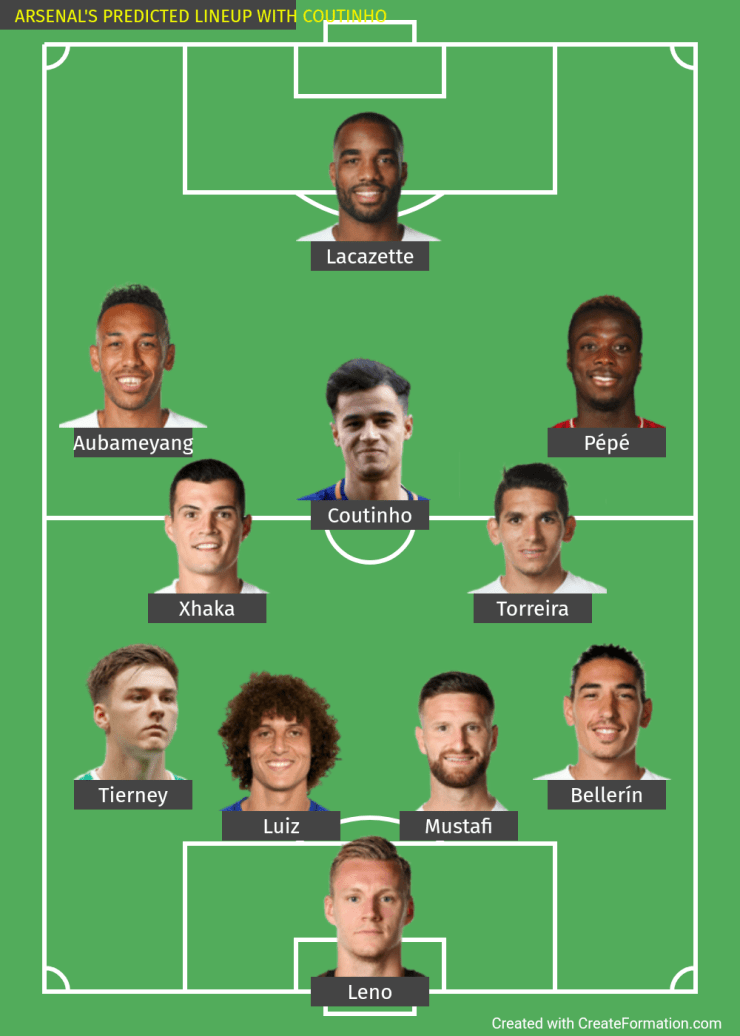 ARSENAL'S PREDICTED LINEUP WITH COUTINHO
Lacazette
Aubameyang
Pépé
Coutinho
Xhaka
Torreira
Tierney
Bellerín
Luiz
Mustafi
Leno
Created with CreateFormation.com